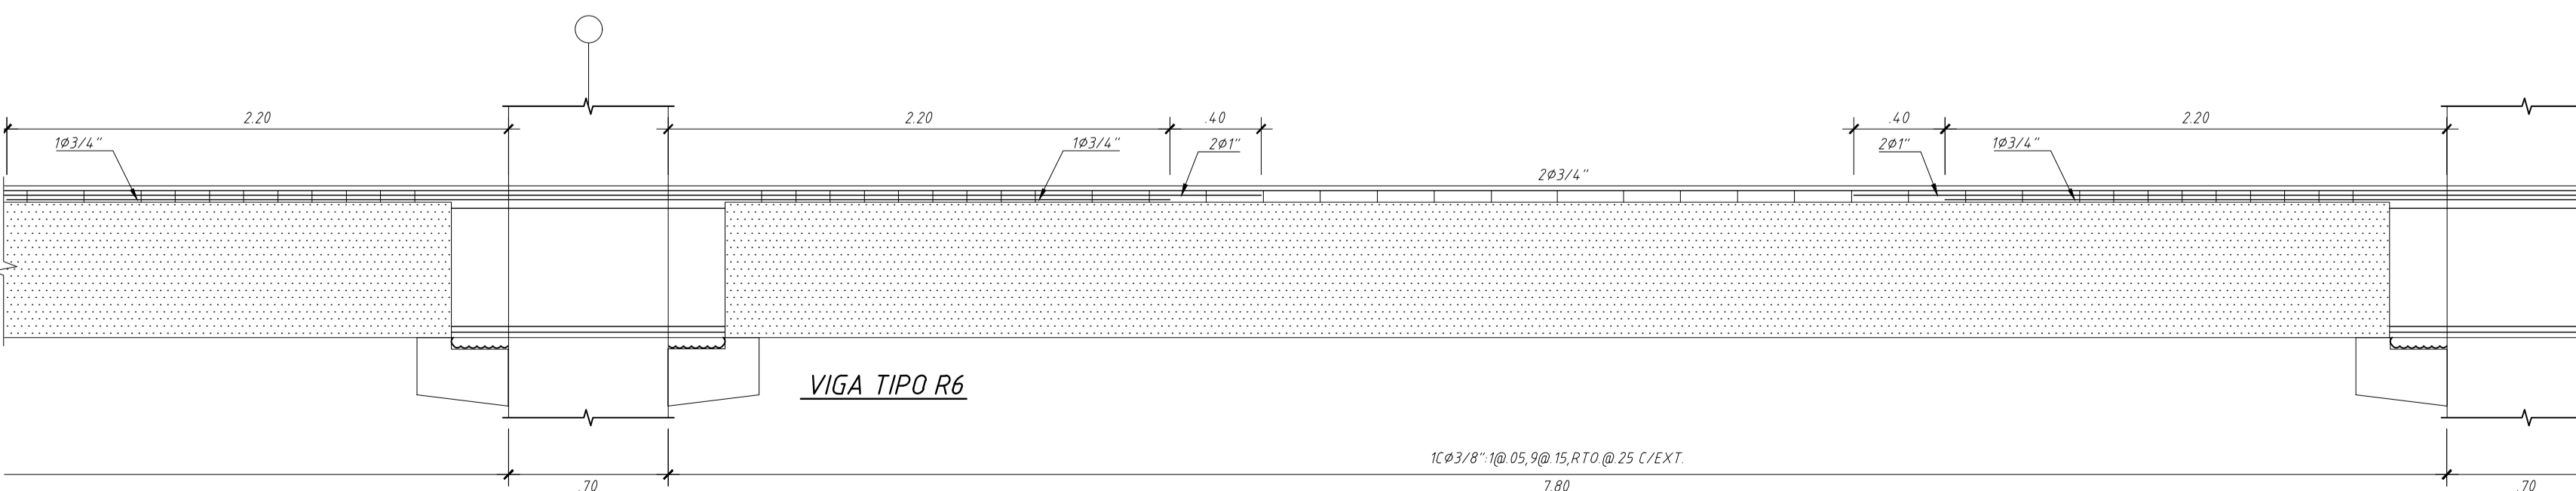 2.20
2.20
.40
.40
2.20
1ø3/4"
1ø3/4"
2ø1"
2ø1"
1ø3/4"
2ø3/4"
VIGA TIPO R6
1Cø3/8":1@.05,9@.15,RTO.@.25 C/EXT.
.70
7.80
.70